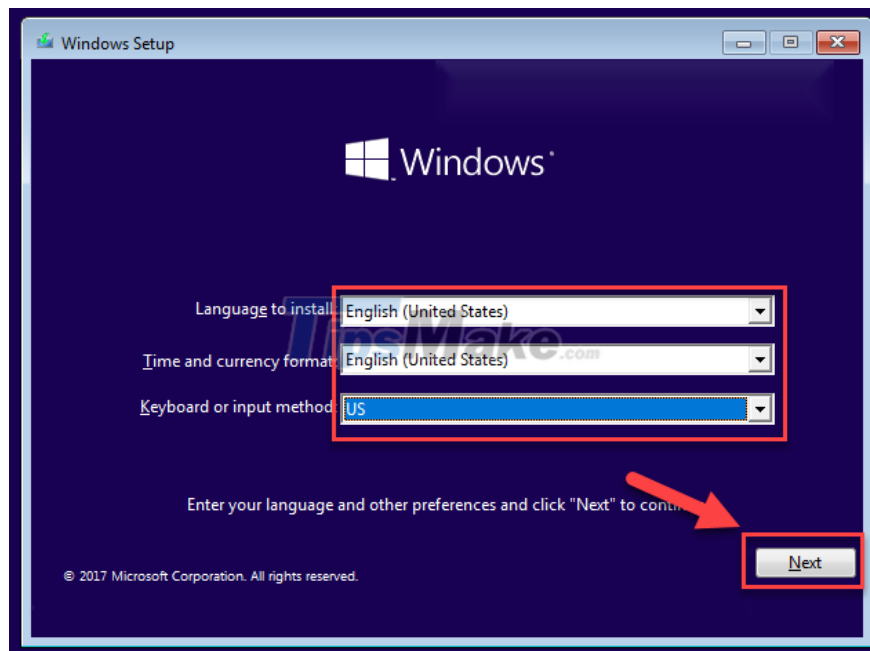 Windows Setup
Windows
Language to install: English (United States)
TipsMake.com
Time and currency format: English (United States)
Keyboard or input method: US
Enter your language and other preferences and click "Next" to
Next
© 2017 Microsoft Corporation. All rights reserved.